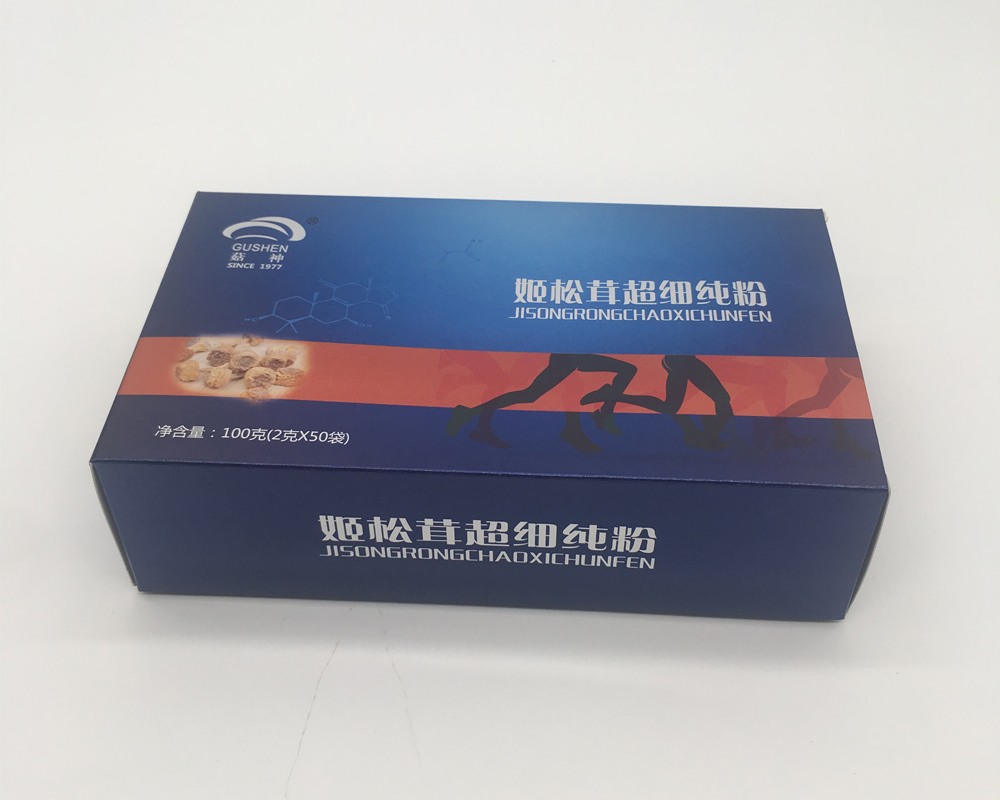 ®
GUSHEN
菇神
SINCE 1977
姬松茸超细纯粉
JISONGRONGCHAOXICHUNFEN
净含量：100克(2克X50袋)
姬松茸超细纯粉
JISONGRONGCHAOXICHUNFEN